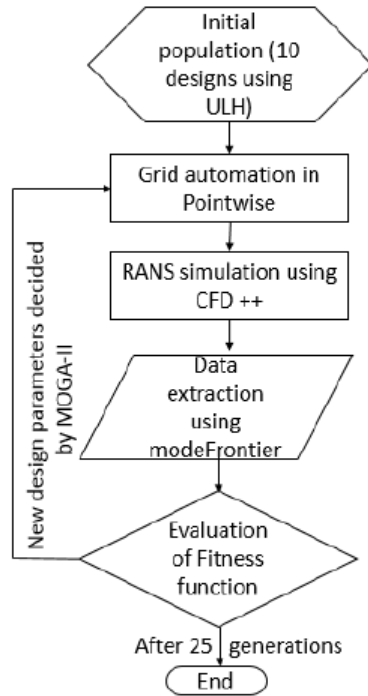 Initial
population (10
designs using
ULH)
Grid automation in
Pointwise
RANS simulation using
CFD ++
Data
extraction
using
modeFrontier
Evaluation
of Fitness
function
New design parameters decided
by MOGA-II
After 25 generations
End